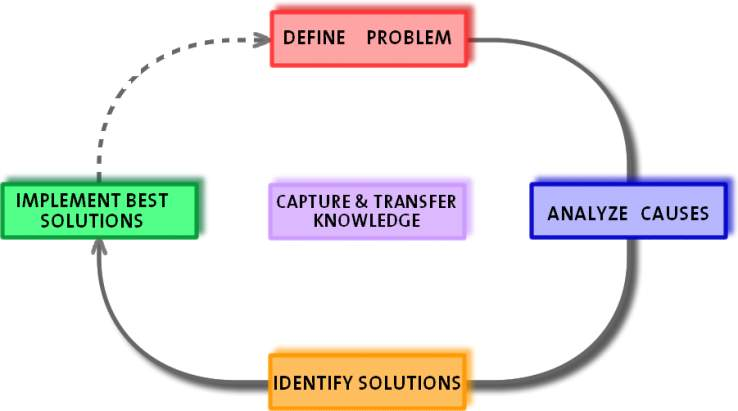 DEFINE PROBLEM
IMPLEMENT BEST
SOLUTIONS
CAPTURE & TRANSFER
KNOWLEDGE
ANALYZE CAUSES
IDENTIFY SOLUTIONS